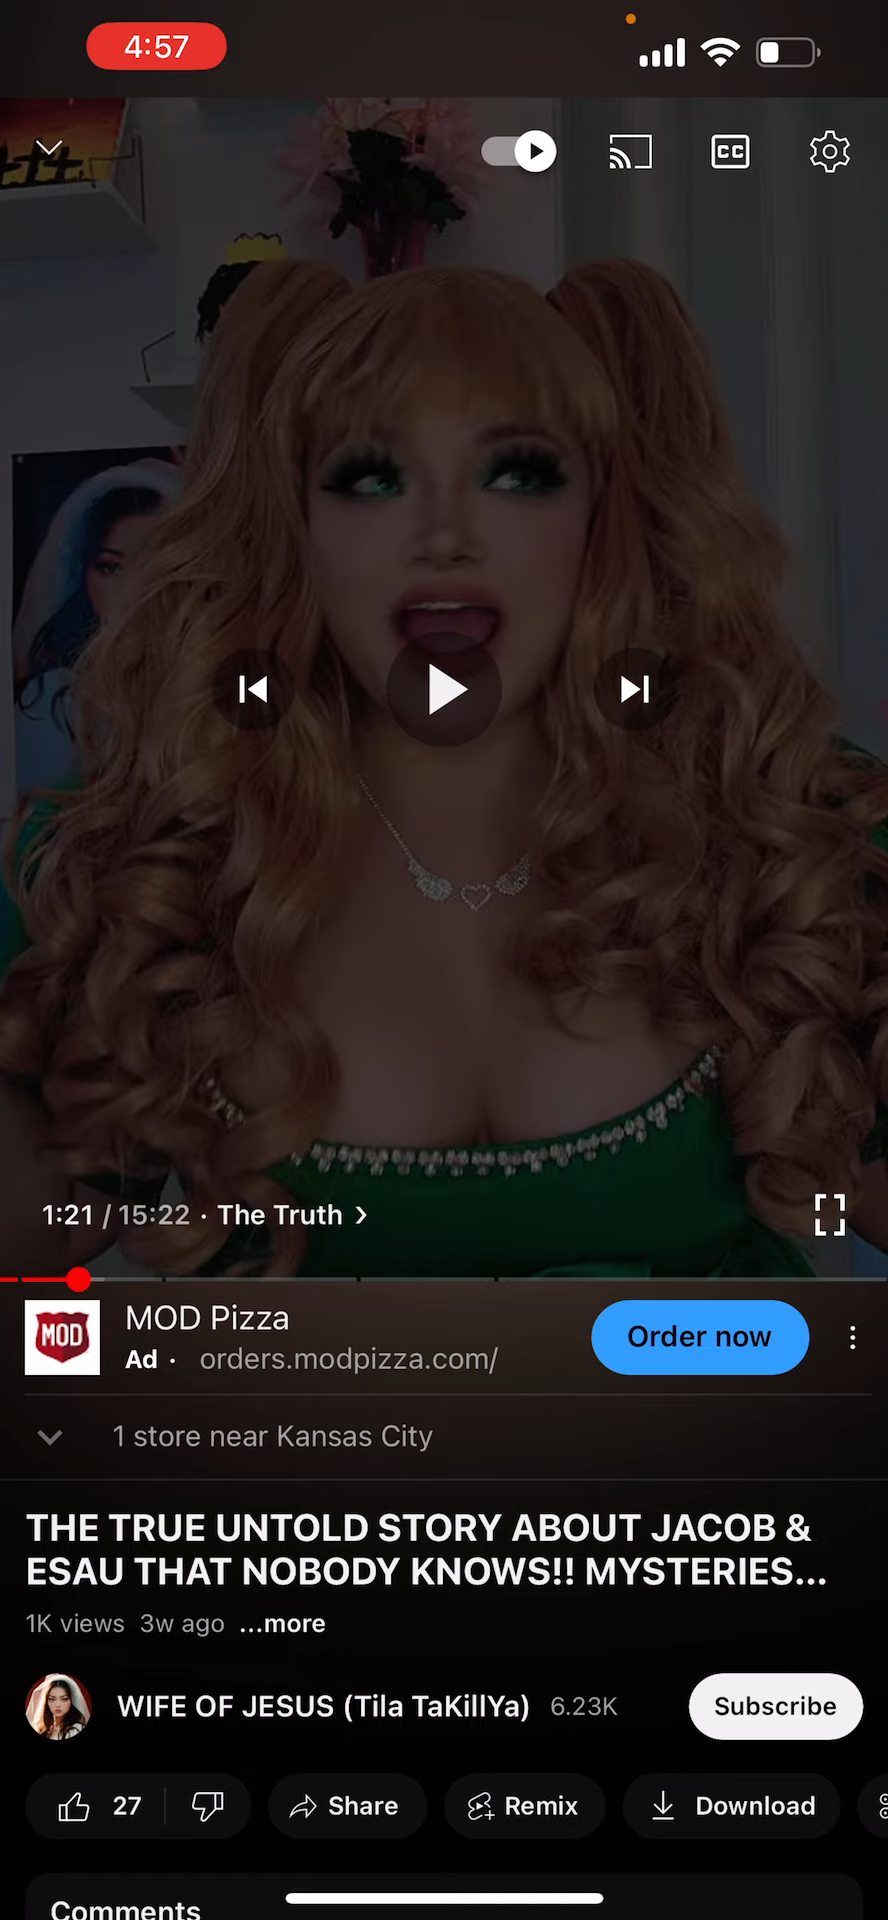 4:57
CC
1:21 / 15:22 · The Truth
MOD
MOD Pizza
Ad · orders.modpizza.com/
Order now
1 store near Kansas City
THE TRUE UNTOLD STORY ABOUT JACOB &
ESAU THAT NOBODY KNOWS!! MYSTERIES...
1K views 3w ago ...more
WIFE OF JESUS (Tila TaKillYa) 6.23K
Subscribe
27
Share
Remix
Download
Comments